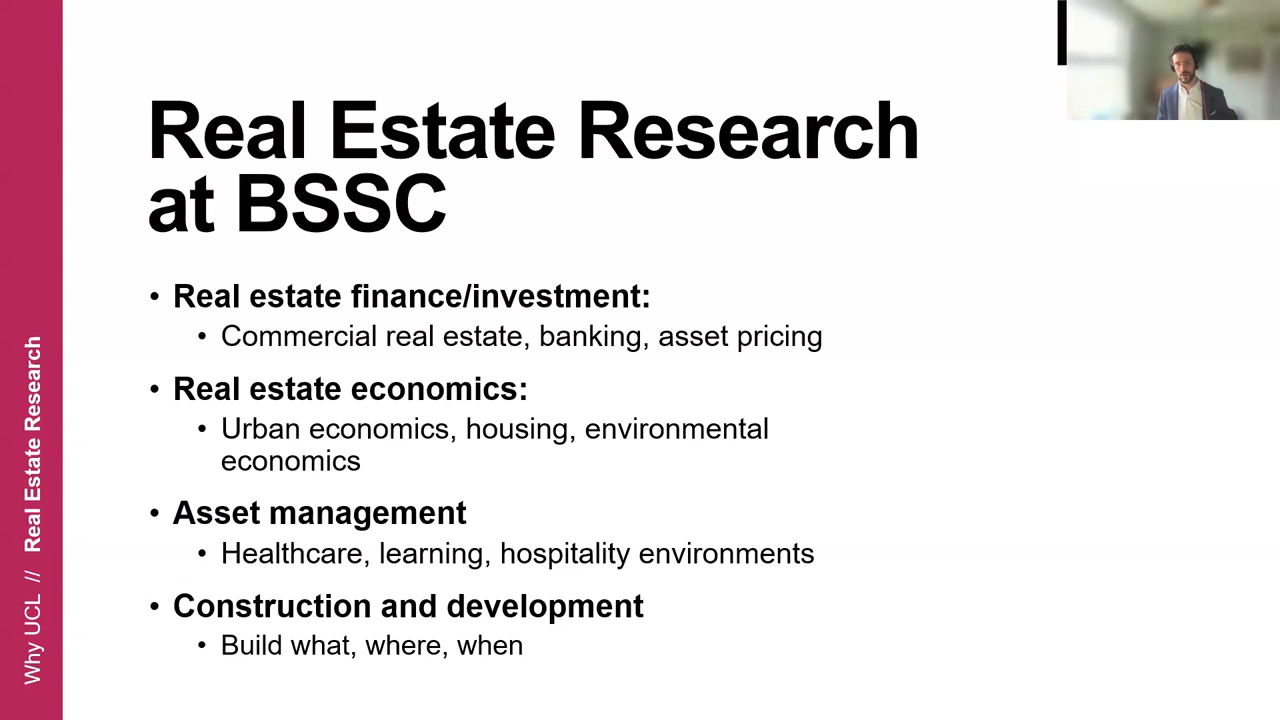 Real Estate Research
at BSSC
• Real estate finance/investment:
• Commercial real estate, banking, asset pricing
• Real estate economics:
• Urban economics, housing, environmental
economics
• Asset management
• Healthcare, learning, hospitality environments
• Construction and development
• Build what, where, when
Why UCL // Real Estate Research